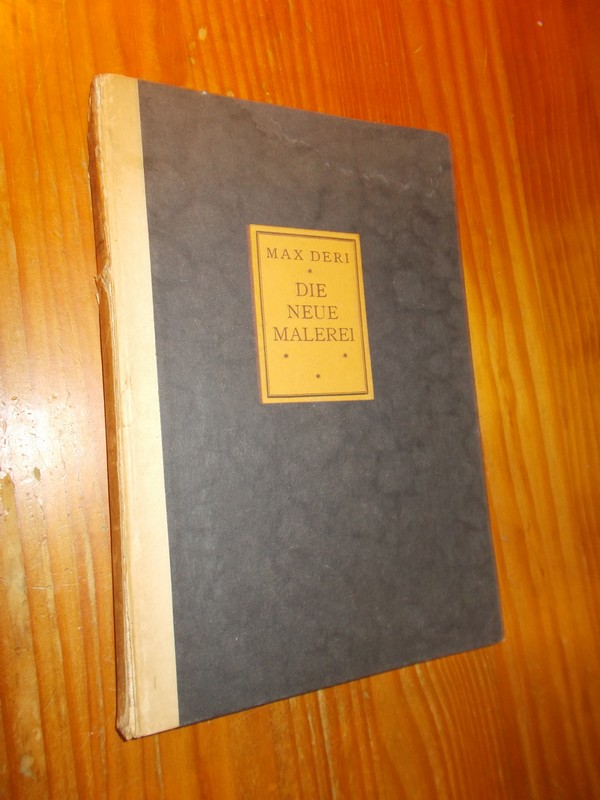 MAX DERI
*
DIE
NEUE
MALEREI
* *
*